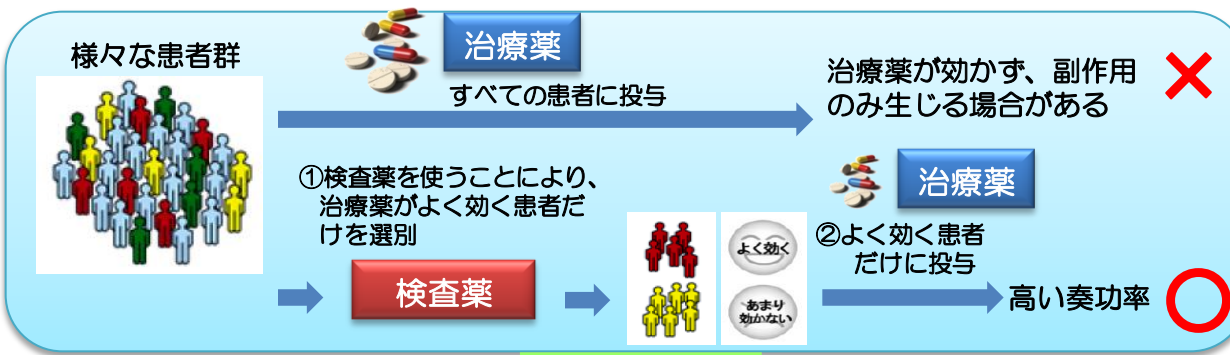 様々な患者群
治療薬
すべての患者に投与
治療薬が効かず、副作用
のみ生じる場合がある
①検査薬を使うことにより、
治療薬がよく効く患者だ
けを選別
検査薬
よく効く
あまり
効かない
治療薬
②よく効く患者
だけに投与
高い奏功率